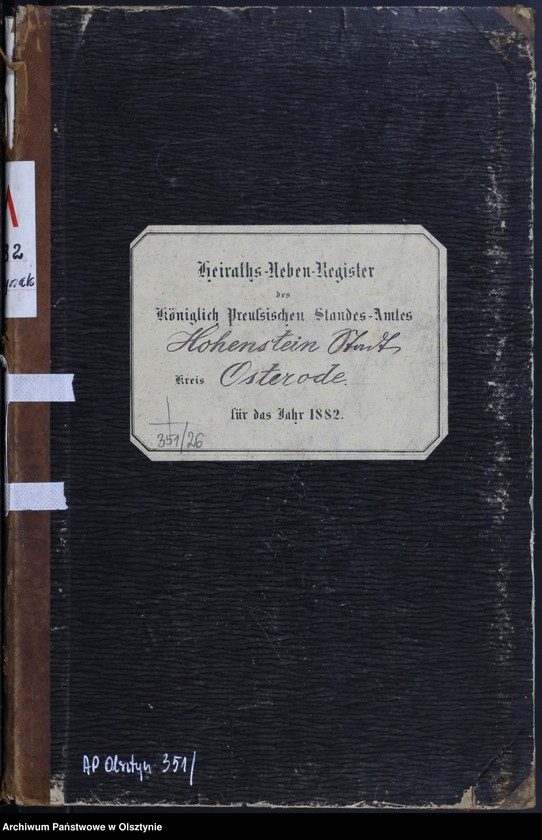 Heiraths-Neben-Register
des
Königlich Preußischen Standes-Amtes
Hohenstein Stadt
Kreis Osterode.
für das Jahr 1882.
351/26
AP Olsztyn 351/
Archiwum Państwowe w Olsztynie